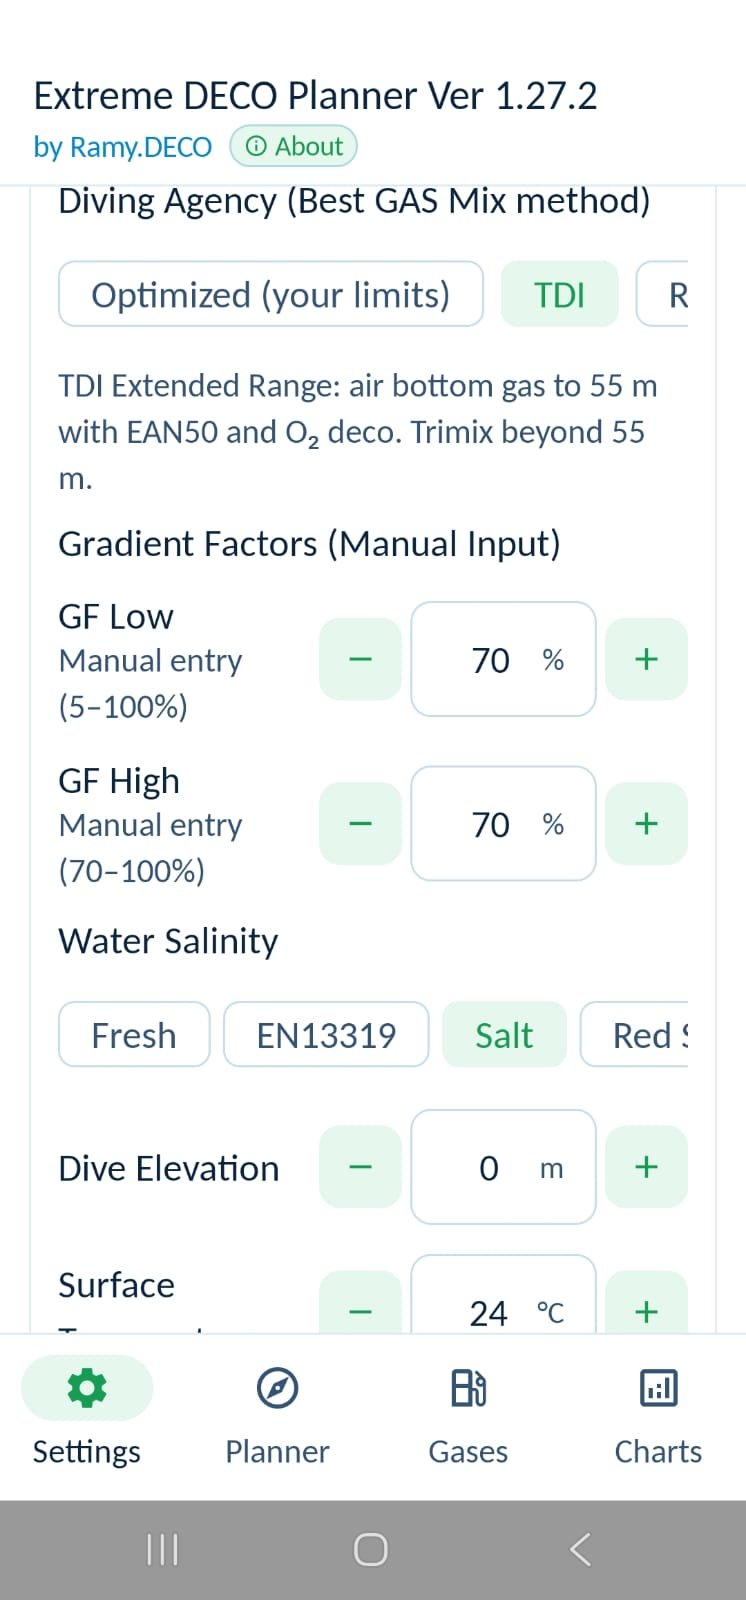 Extreme DECO Planner Ver 1.27.2
by Ramy.DECO About
Diving Agency (Best GAS Mix method)
Optimized (your limits) TDI R
TDI Extended Range: air bottom gas to 55 m
with EAN50 and O₂ deco. Trimix beyond 55
m.
Gradient Factors (Manual Input)
GF Low
Manual entry
(5–100%)
− 70 % +
GF High
Manual entry
(70–100%)
− 70 % +
Water Salinity
Fresh EN13319 Salt Red
Dive Elevation − 0 m +
Surface
− 24 °C +
Settings Planner Gases Charts